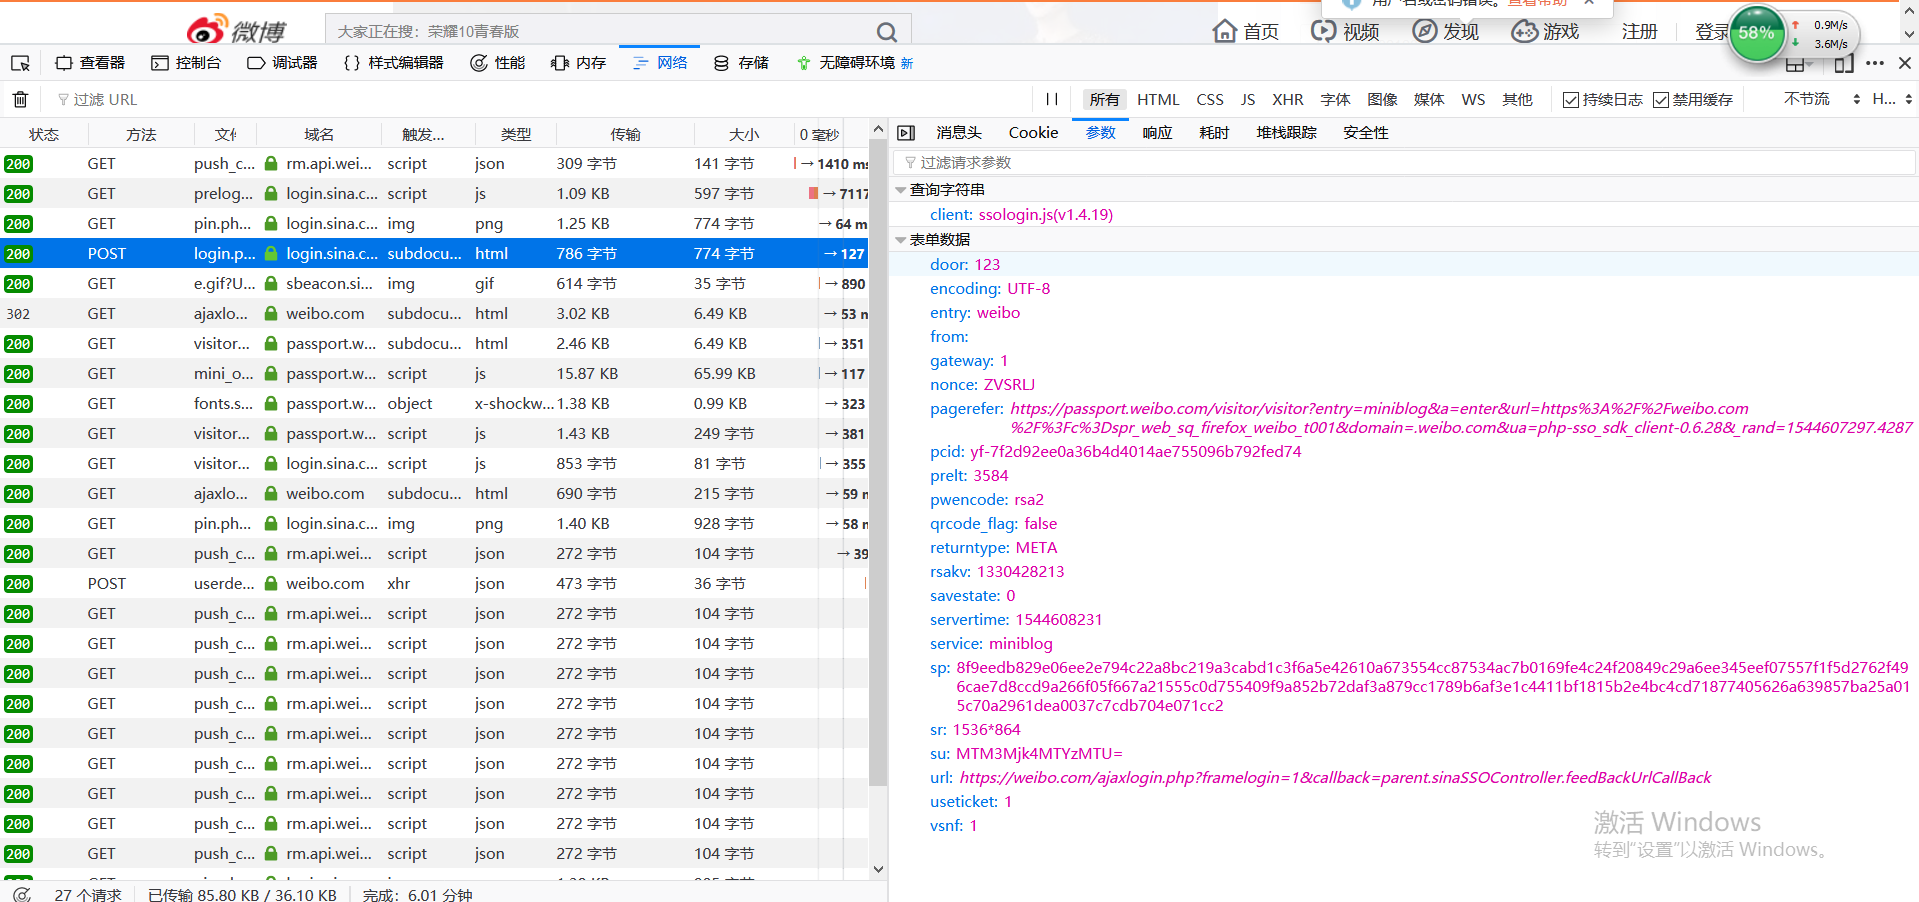 微博
大家正在搜：荣耀10青春版
查看帮助 ×
首页 视频 发现 游戏 注册 登录
58%
0.9M/s
3.6M/s
查看器 控制台 调试器 {} 样式编辑器 性能 内存 网络 存储 无障碍环境 新
过滤 URL
所有 HTML CSS JS XHR 字体 图像 媒体 WS 其他 持续日志 禁用缓存 不节流 H...
状态 方法 域名 触发... 类型 传输 大小 0 毫秒
200 GET push_c... rm.api.wei... script json 309 字节 141 字节 → 1410 ms
200 GET prelog... login.sina.c... script js 1.09 KB 597 字节 → 7117
200 GET pin.ph... login.sina.c... img png 1.25 KB 774 字节 → 64 m
200 POST login.p... login.sina.c... subdocu... html 786 字节 774 字节 → 127
200 GET e.gif?U... sbeacon.si... img gif 614 字节 35 字节 → 890
302 GET ajaxlo... weibo.com subdocu... html 3.02 KB 6.49 KB → 53 m
200 GET visitor... passport.w... subdocu... html 2.46 KB 6.49 KB → 351
200 GET mini_o... passport.w... script js 15.87 KB 65.99 KB → 117
200 GET fonts.s... passport.w... object x-shockw... 1.38 KB 0.99 KB → 323
200 GET visitor... passport.w... script js 1.43 KB 249 字节 → 381
200 GET visitor... login.sina.c... script js 853 字节 81 字节 → 355
200 GET ajaxlo... weibo.com subdocu... html 690 字节 215 字节 → 59 m
200 GET pin.ph... login.sina.c... img png 1.40 KB 928 字节 → 58 m
200 GET push_c... rm.api.wei... script json 272 字节 104 字节 → 39
200 POST userde... weibo.com xhr json 473 字节 36 字节
200 GET push_c... rm.api.wei... script json 272 字节 104 字节
200 GET push_c... rm.api.wei... script json 272 字节 104 字节
200 GET push_c... rm.api.wei... script json 272 字节 104 字节
200 GET push_c... rm.api.wei... script json 272 字节 104 字节
200 GET push_c... rm.api.wei... script json 272 字节 104 字节
200 GET push_c... rm.api.wei... script json 272 字节 104 字节
200 GET push_c... rm.api.wei... script json 272 字节 104 字节
200 GET push_c... rm.api.wei... script json 272 字节 104 字节
200 GET push_c... rm.api.wei... script json 272 字节 104 字节
27 个请求 已传输 85.80 KB / 36.10 KB 完成：6.01 分钟
消息头 Cookie 参数 响应 耗时 堆栈跟踪 安全性
过滤请求参数
查询字符串
client: ssologin.js(v1.4.19)
表单数据
door: 123
encoding: UTF-8
entry: weibo
from:
gateway: 1
nonce: ZVSRLJ
pagerefer: https://passport.weibo.com/visitor/visitor?entry=miniblog&a=enter&url=https%3A%2F%2Fweibo.com
%2F%3Fc%3Dspr_web_sq_firefox_weibo_t001&domain=.weibo.com&ua=php-sso_sdk_client-0.6.28&_rand=1544607297.4287
pcid: yf-7f2d92ee0a36b4d4014ae755096b792fed74
prelt: 3584
pwencode: rsa2
qrcode_flag: false
returntype: META
rsakv: 1330428213
savestate: 0
servertime: 1544608231
service: miniblog
sp: 8f9eedb829e06ee2e794c22a8bc219a3cabd1c3f6a5e42610a673554cc87534ac7b0169fe4c24f20849c29a6ee345eef07557f1f5d2762f49
6cae7d8ccd9a266f05f667a21555c0d755409f9a852b72daf3a879cc1789b6af3e1c4411bf1815b2e4bc4cd71877405626a639857ba25a01
5c70a2961dea0037c7cdb704e071cc2
sr: 1536*864
su: MTM3Mjk4MTYzMTU=
url: https://weibo.com/ajaxlogin.php?framelogin=1&callback=parent.sinaSSOController.feedBackUrlCallBack
useticket: 1
vsnf: 1
激活 Windows
转到“设置”以激活 Windows。